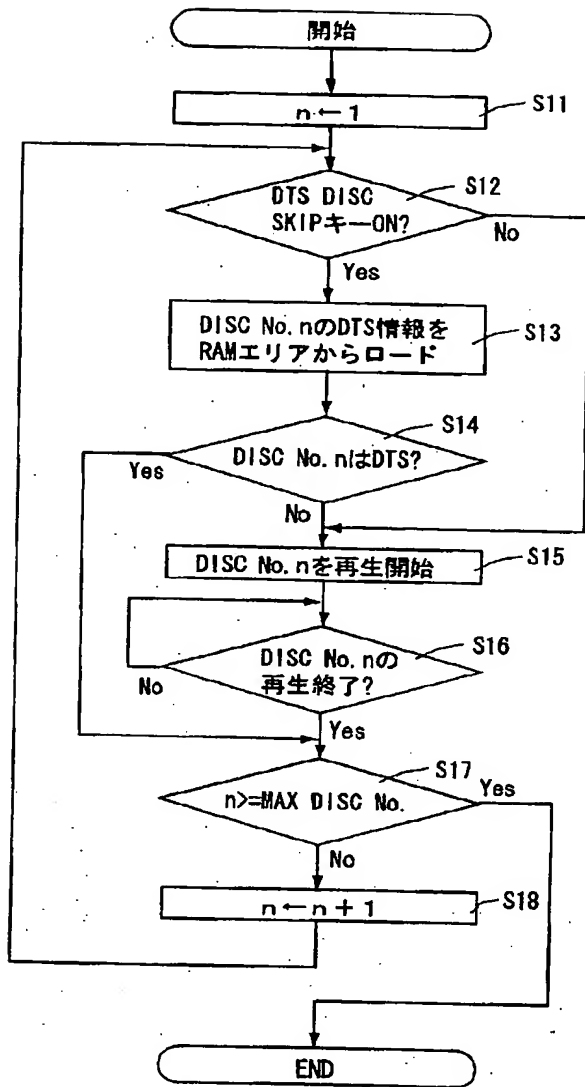 開始
n←1
S11
DTS DISC
SKIPキーON?
S12
No
Yes
DISC No.nのDTS情報を
RAMエリアからロード
S13
S14
Yes
DISC No.nはDTS?
No
DISC No.nを再生開始
S15
S16
DISC No.nの
再生終了?
No
Yes
S17
n>=MAX DISC No.
Yes
No
n←n+1
S18
END